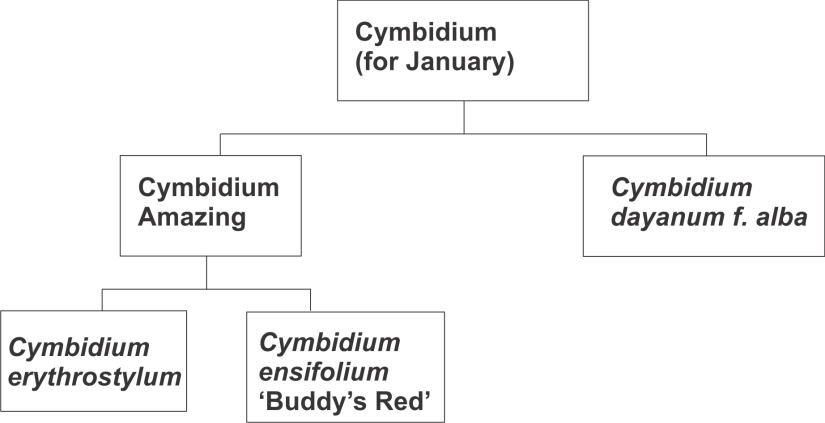 Cymbidium
(for January)
Cymbidium
Amazing
Cymbidium
dayanum f. alba
Cymbidium
erythrostylum
Cymbidium
ensifolium
‘Buddy’s Red’